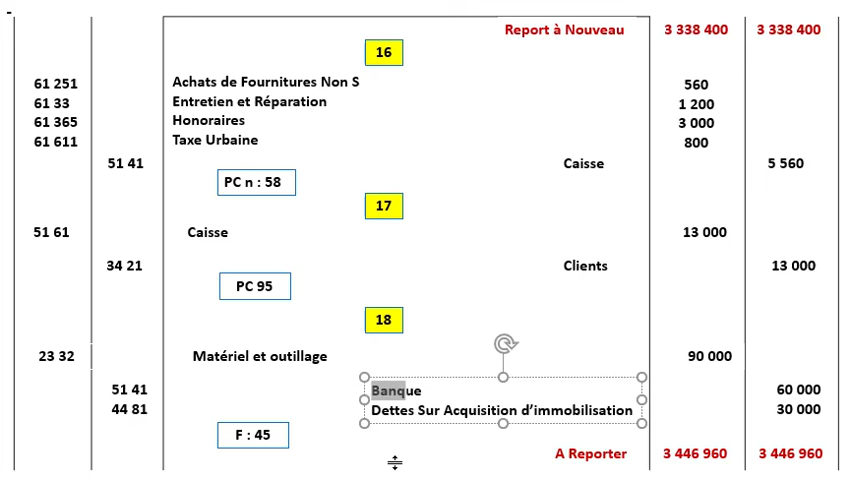 -
Report à Nouveau 3 338 400 3 338 400
16
61 251 Achats de Fournitures Non S 560
61 33 Entretien et Réparation 1 200
61 365 Honoraires 3 000
61 611 Taxe Urbaine 800
51 41 Caisse 5 560
PC n : 58
17
51 61 Caisse 13 000
34 21 Clients 13 000
PC 95
18
23 32 Matériel et outillage 90 000
51 41 Banque 60 000
44 81 Dettes Sur Acquisition d’immobilisation 30 000
F : 45
A Reporter 3 446 960 3 446 960